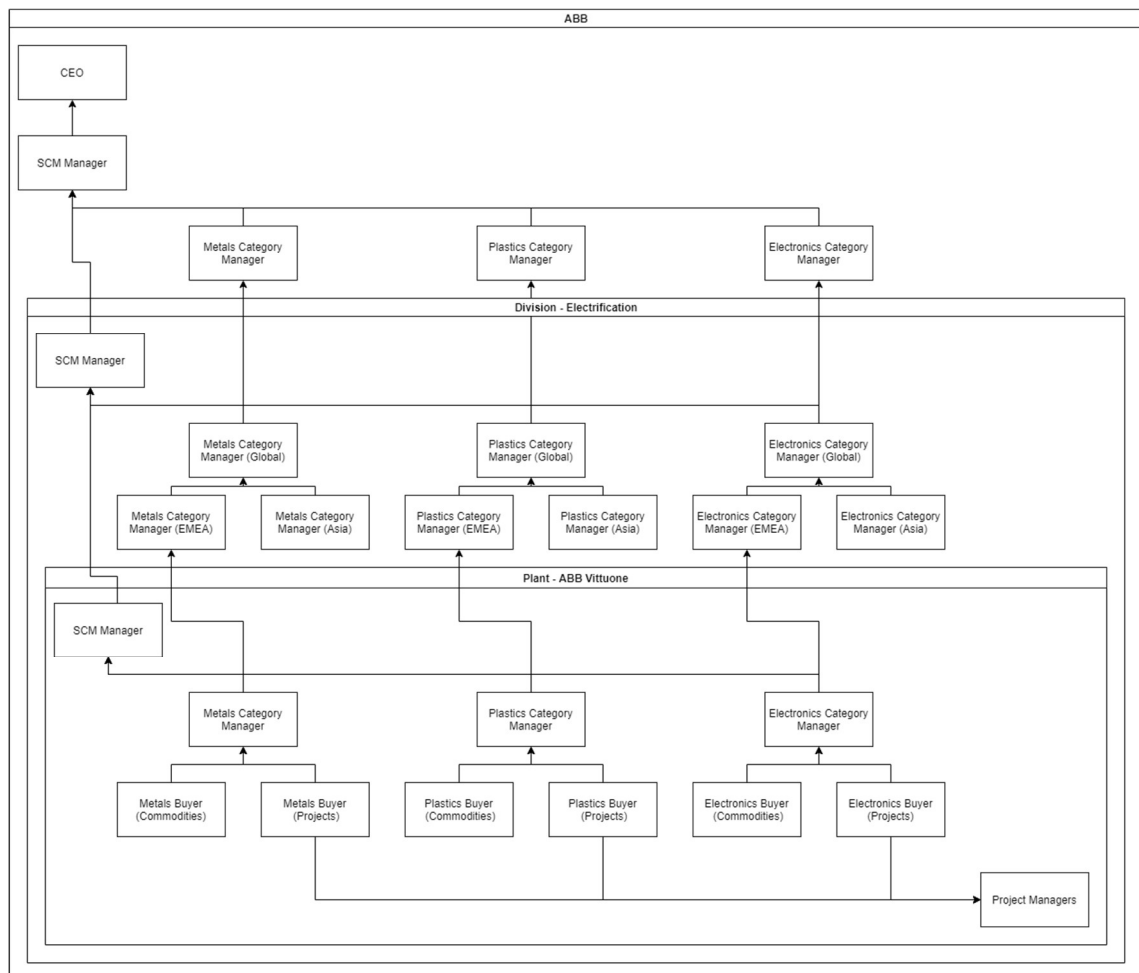 ABB
CEO
SCM Manager
Metals Category
Manager
Plastics Category
Manager
Electronics Category
Manager
Division - Electrification
SCM Manager
Metals Category
Manager (Global)
Plastics Category
Manager (Global)
Electronics Category
Manager (Global)
Metals Category
Manager (EMEA)
Metals Category
Manager (Asia)
Plastics Category
Manager (EMEA)
Plastics Category
Manager (Asia)
Electronics Category
Manager (EMEA)
Electronics Category
Manager (Asia)
Plant - ABB Vittuone
SCM Manager
Metals Category
Manager
Plastics Category
Manager
Electronics Category
Manager
Metals Buyer
(Commodities)
Metals Buyer
(Projects)
Plastics Buyer
(Commodities)
Plastics Buyer
(Projects)
Electronics Buyer
(Commodities)
Electronics Buyer
(Projects)
Project Managers